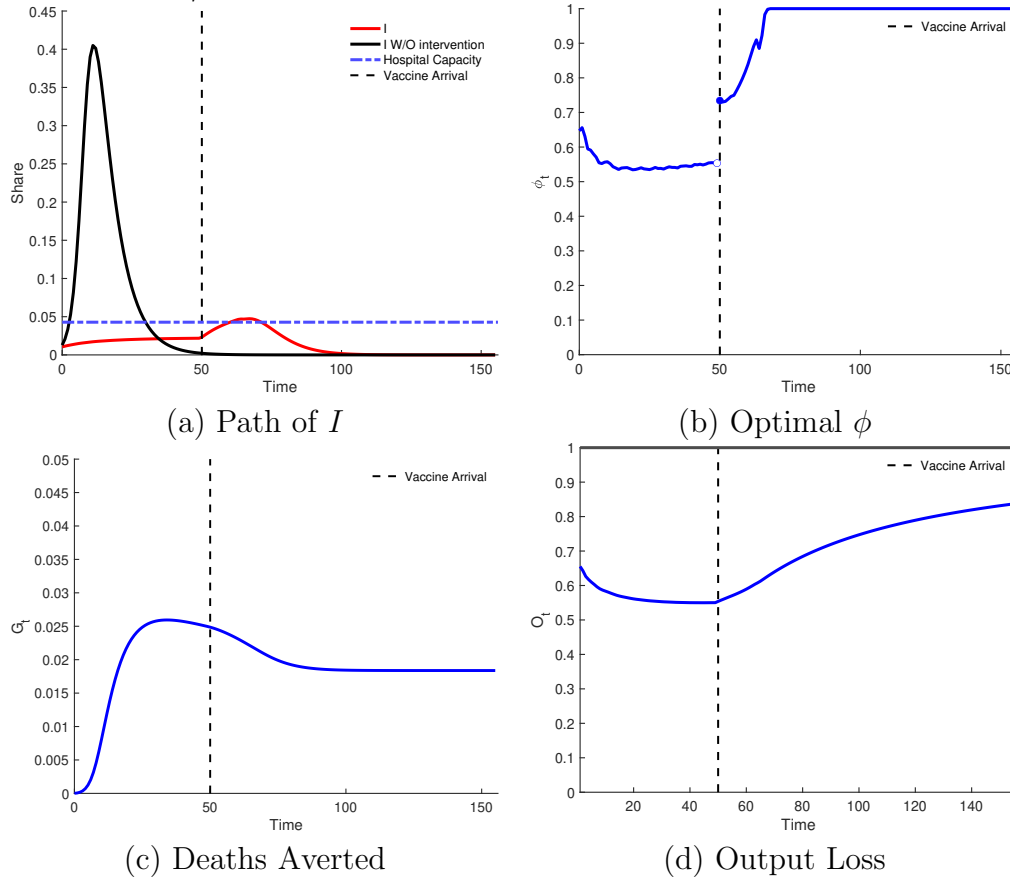 0.45
0.4
0.35
0.3
0.25
0.2
0.15
0.1
0.05
0
Share
0 50 100 150
Time
I
I W/O intervention
Hospital Capacity
Vaccine Arrival
(a) Path of I
1
0.9
0.8
0.7
0.6
0.5
0.4
0.3
0.2
0.1
0
ϕ_t
0 50 100 150
Time
Vaccine Arrival
(b) Optimal ϕ
0.05
0.045
0.04
0.035
0.03
0.025
0.02
0.015
0.01
0.005
0
G_t
0 50 100 150
Time
Vaccine Arrival
(c) Deaths Averted
1
0.9
0.8
0.7
0.6
0.5
0.4
0.3
0.2
0.1
0
O_t
20 40 60 80 100 120 140
Time
Vaccine Arrival
(d) Output Loss